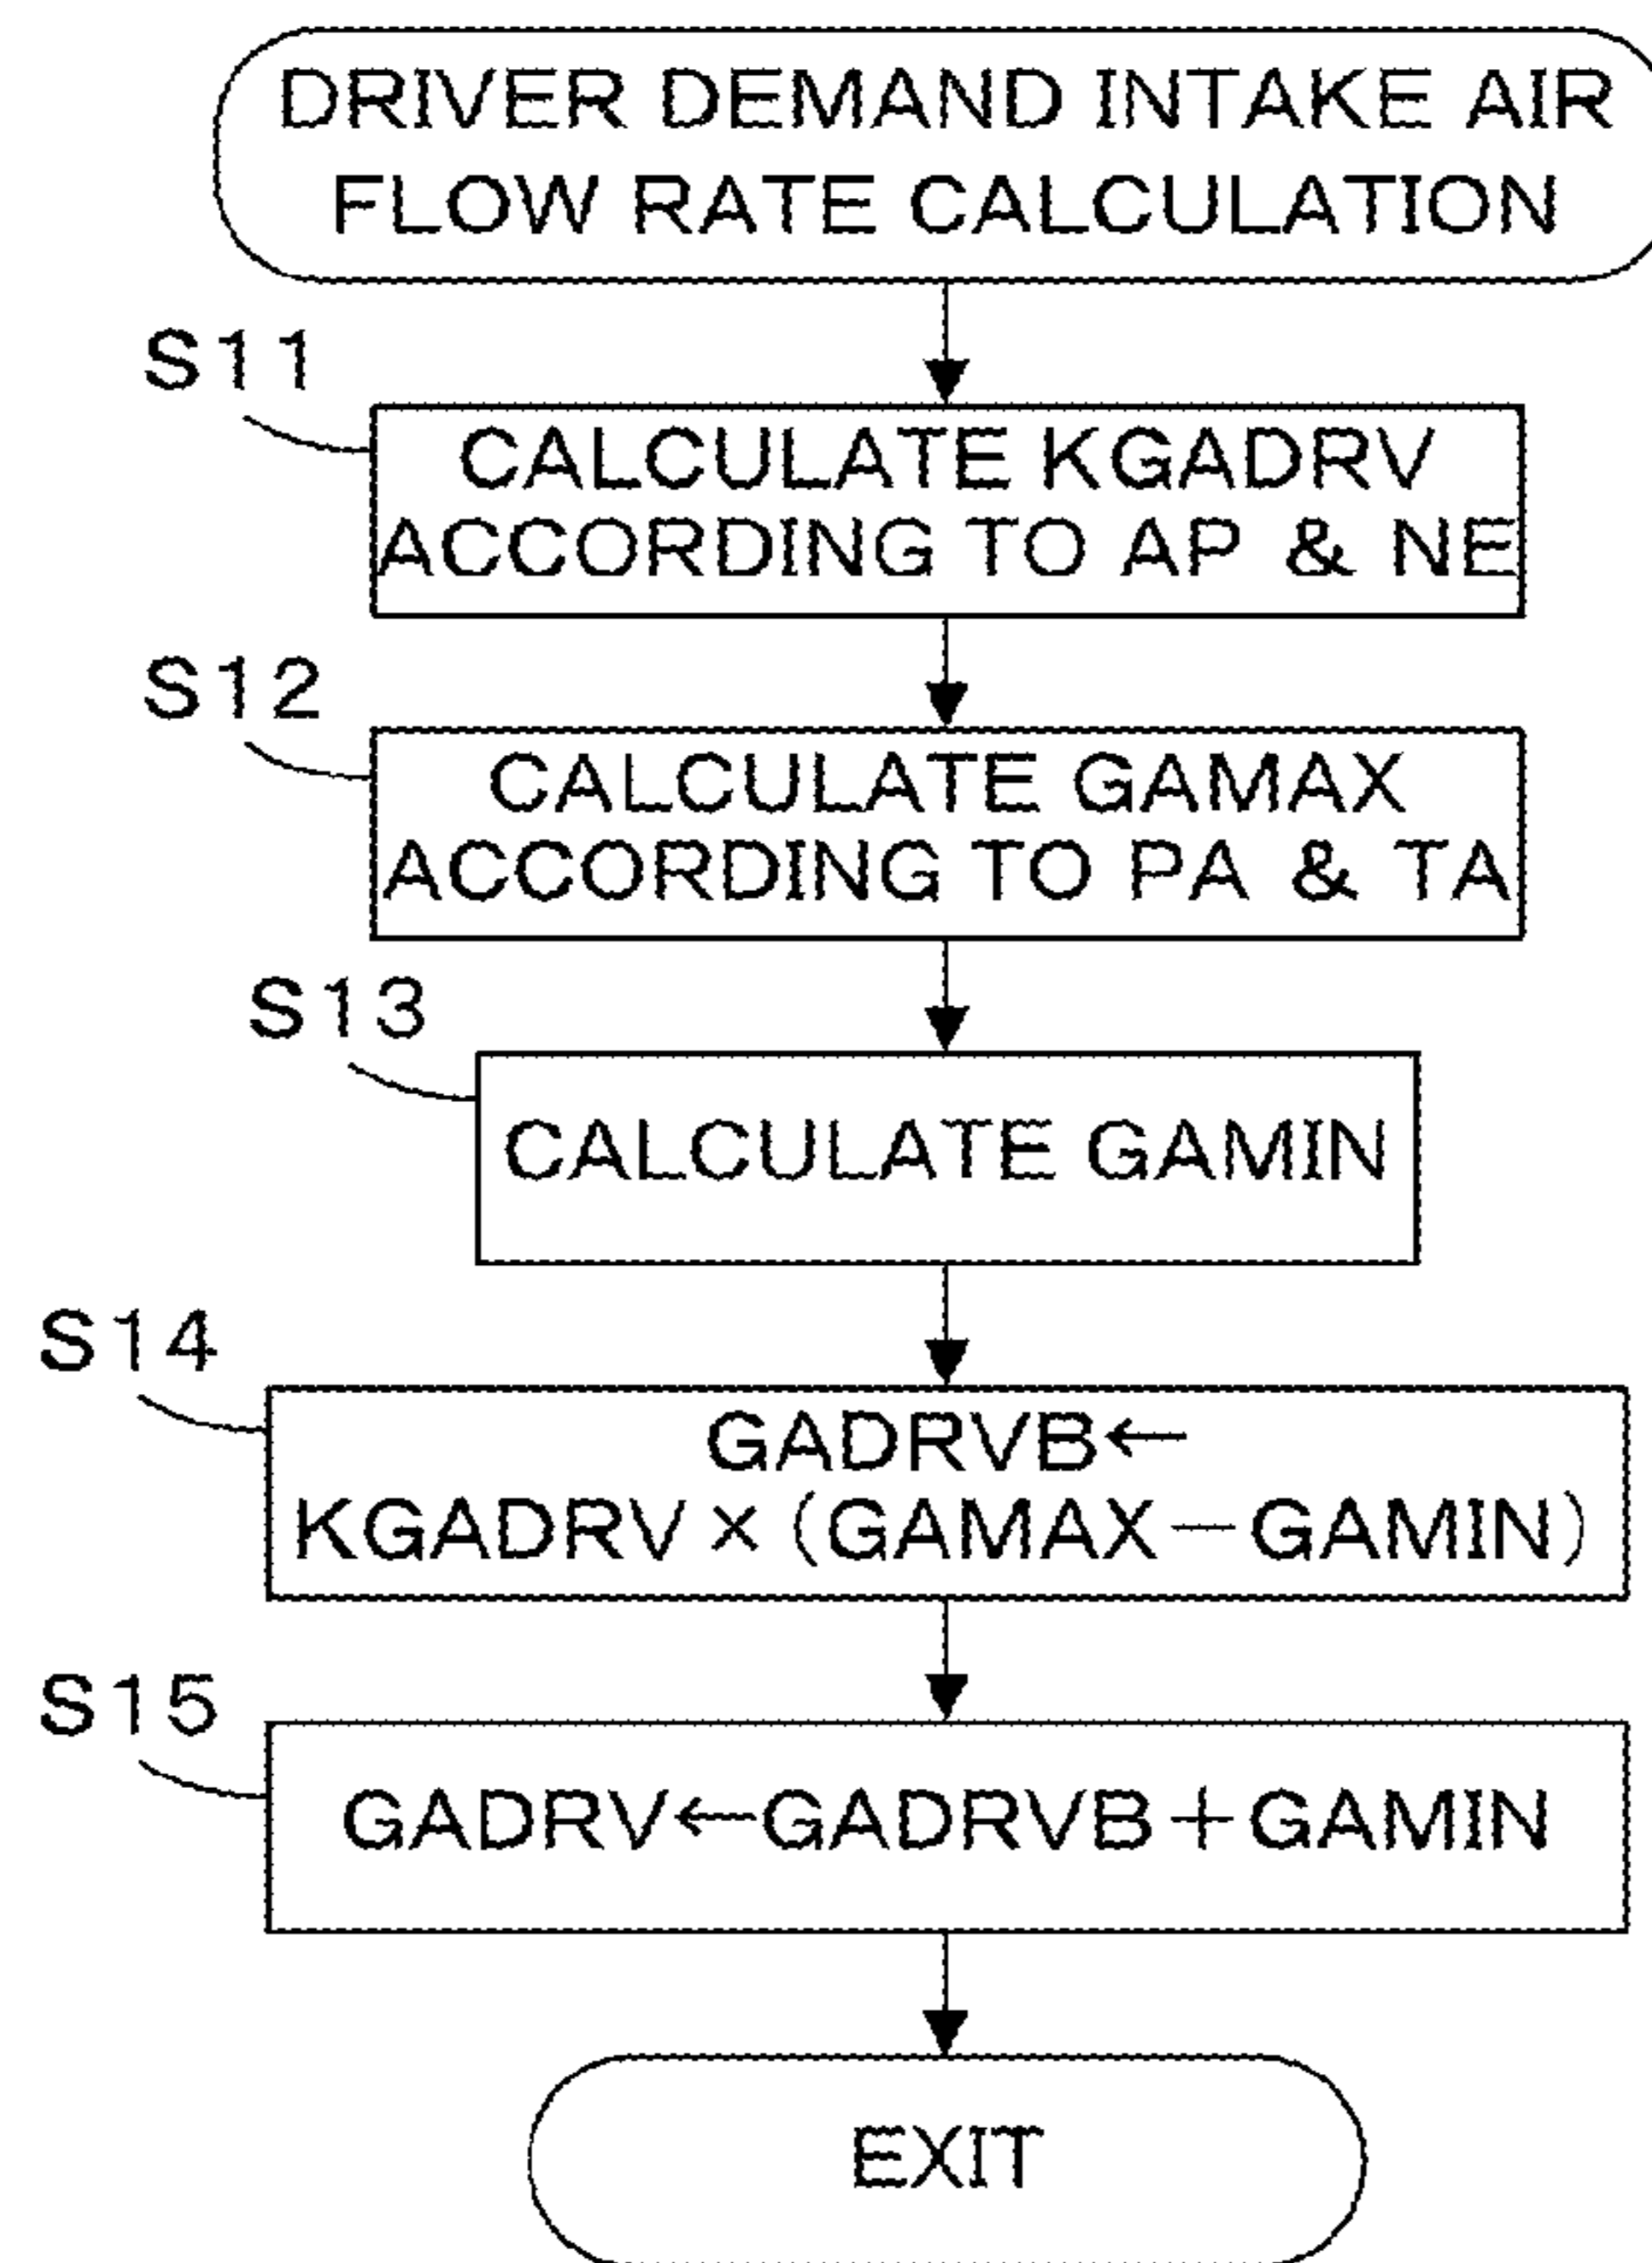 DRIVER DEMAND INTAKE AIR
FLOW RATE CALCULATION
S11
CALCULATE KGADRV
ACCORDING TO AP & NE
S12
CALCULATE GAMAX
ACCORDING TO PA & TA
S13
CALCULATE GAMIN
S14
GADRVB←
KGADRV×(GAMAX−GAMIN)
S15
GADRV←GADRVB+GAMIN
EXIT